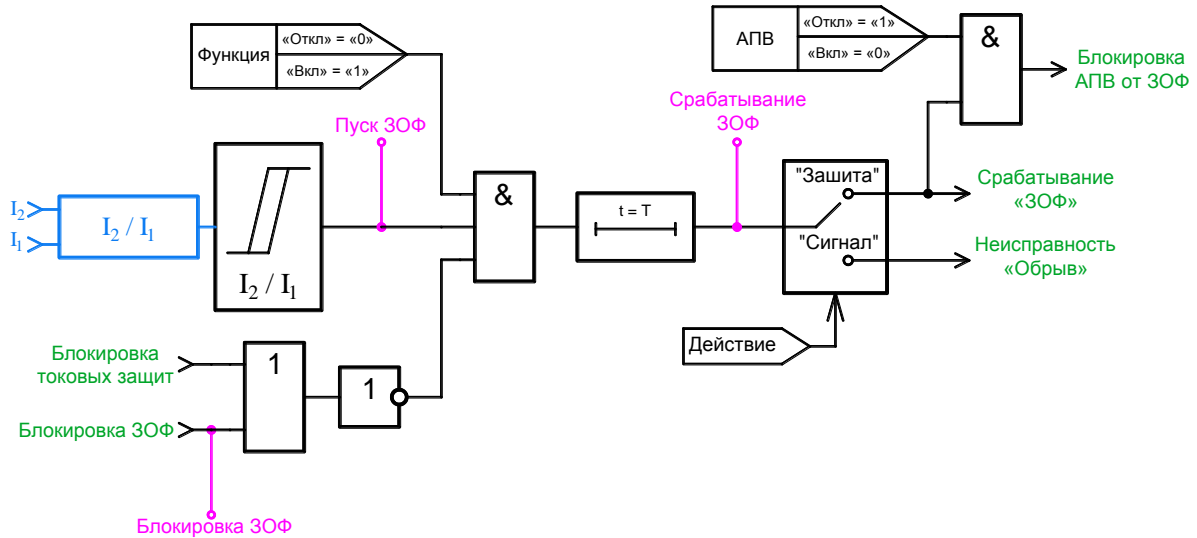 Функция
«Откл» = «0»
«Вкл» = «1»
АПВ
«Откл» = «1»
«Вкл» = «0»
&
Блокировка
АПВ от ЗОФ
Пуск ЗОФ
Срабатывание
ЗОФ
I2
I1
I2 / I1
I2 / I1
&
t = T
"Зашита"
"Сигнал"
Срабатывание
«ЗОФ»
Неисправность
«Обрыв»
Действие
Блокировка
токовых защит
1
1
Блокировка ЗОФ
Блокировка ЗОФ